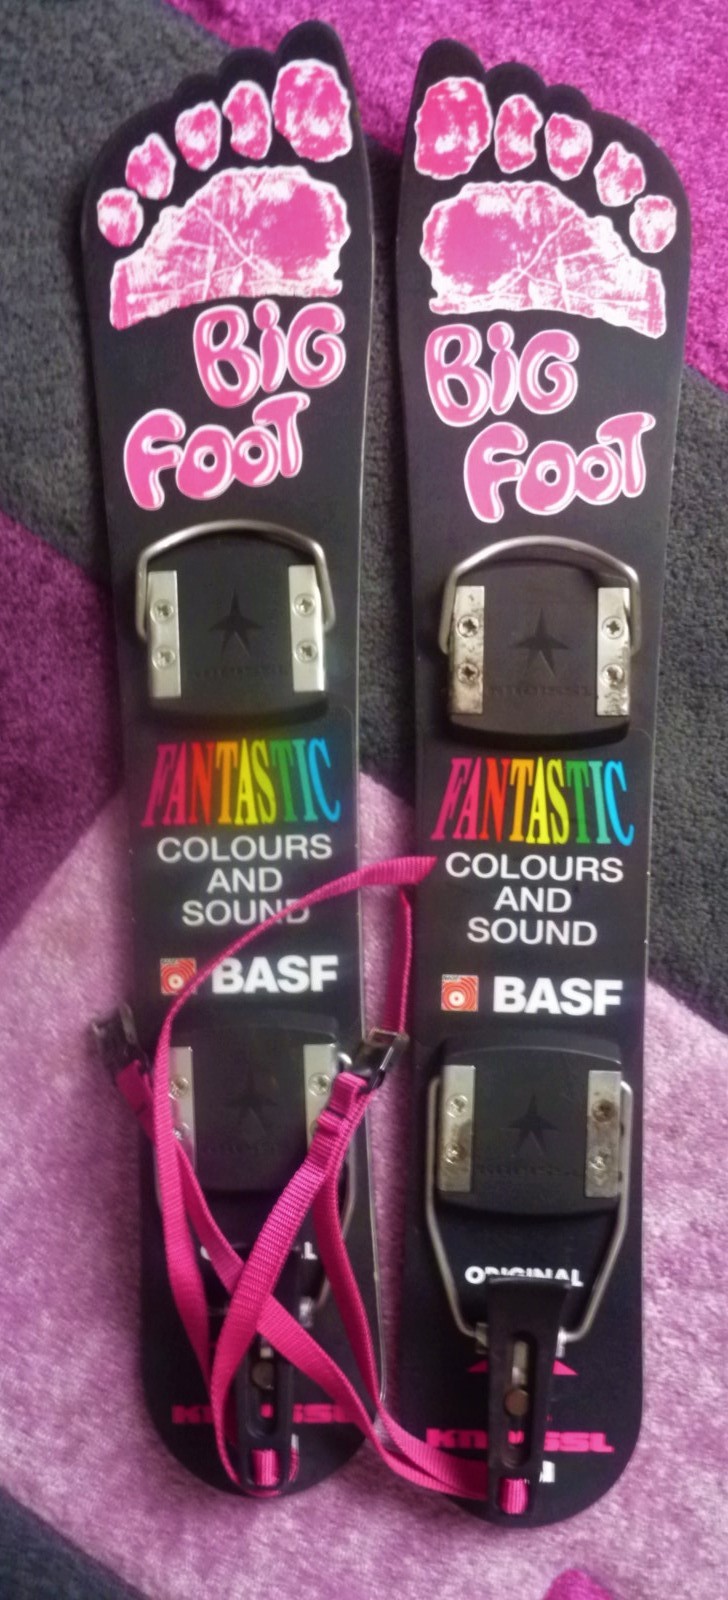 BiG
FOOT
FANTASTIC
COLOURS
AND
SOUND
BASF
BiG
FOOT
FANTASTIC
COLOURS
AND
SOUND
BASF
ORIGINAL